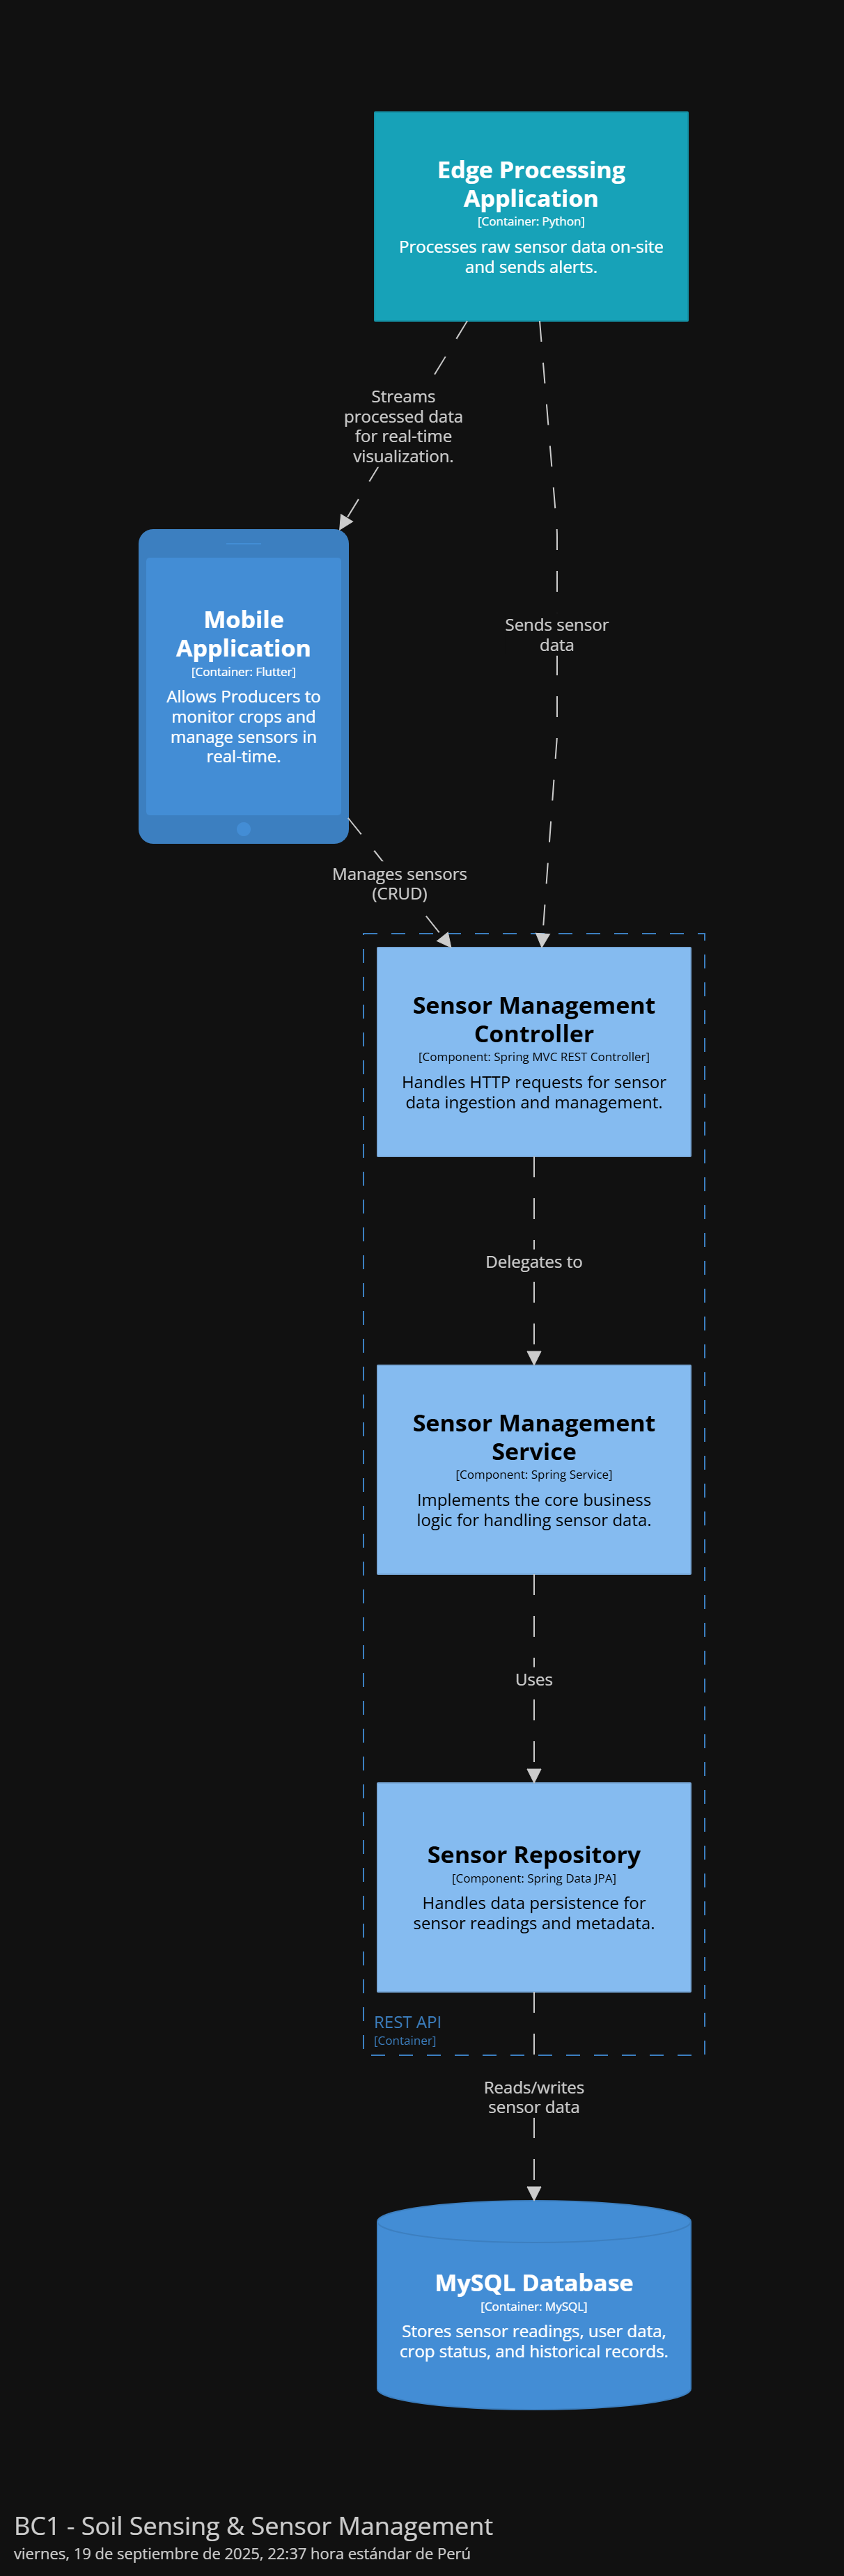 Edge Processing
Application
[Container: Python]
Processes raw sensor data on-site
and sends alerts.
Streams
processed data
for real-time
visualization.
Mobile
Application
[Container: Flutter]
Allows Producers to
monitor crops and
manage sensors in
real-time.
Sends sensor
data
Manages sensors
(CRUD)
Sensor Management
Controller
[Component: Spring MVC REST Controller]
Handles HTTP requests for sensor
data ingestion and management.
Delegates to
Sensor Management
Service
[Component: Spring Service]
Implements the core business
logic for handling sensor data.
Uses
Sensor Repository
[Component: Spring Data JPA]
Handles data persistence for
sensor readings and metadata.
REST API
[Container]
Reads/writes
sensor data
MySQL Database
[Container: MySQL]
Stores sensor readings, user data,
crop status, and historical records.
BC1 - Soil Sensing & Sensor Management
viernes, 19 de septiembre de 2025, 22:37 hora estándar de Perú